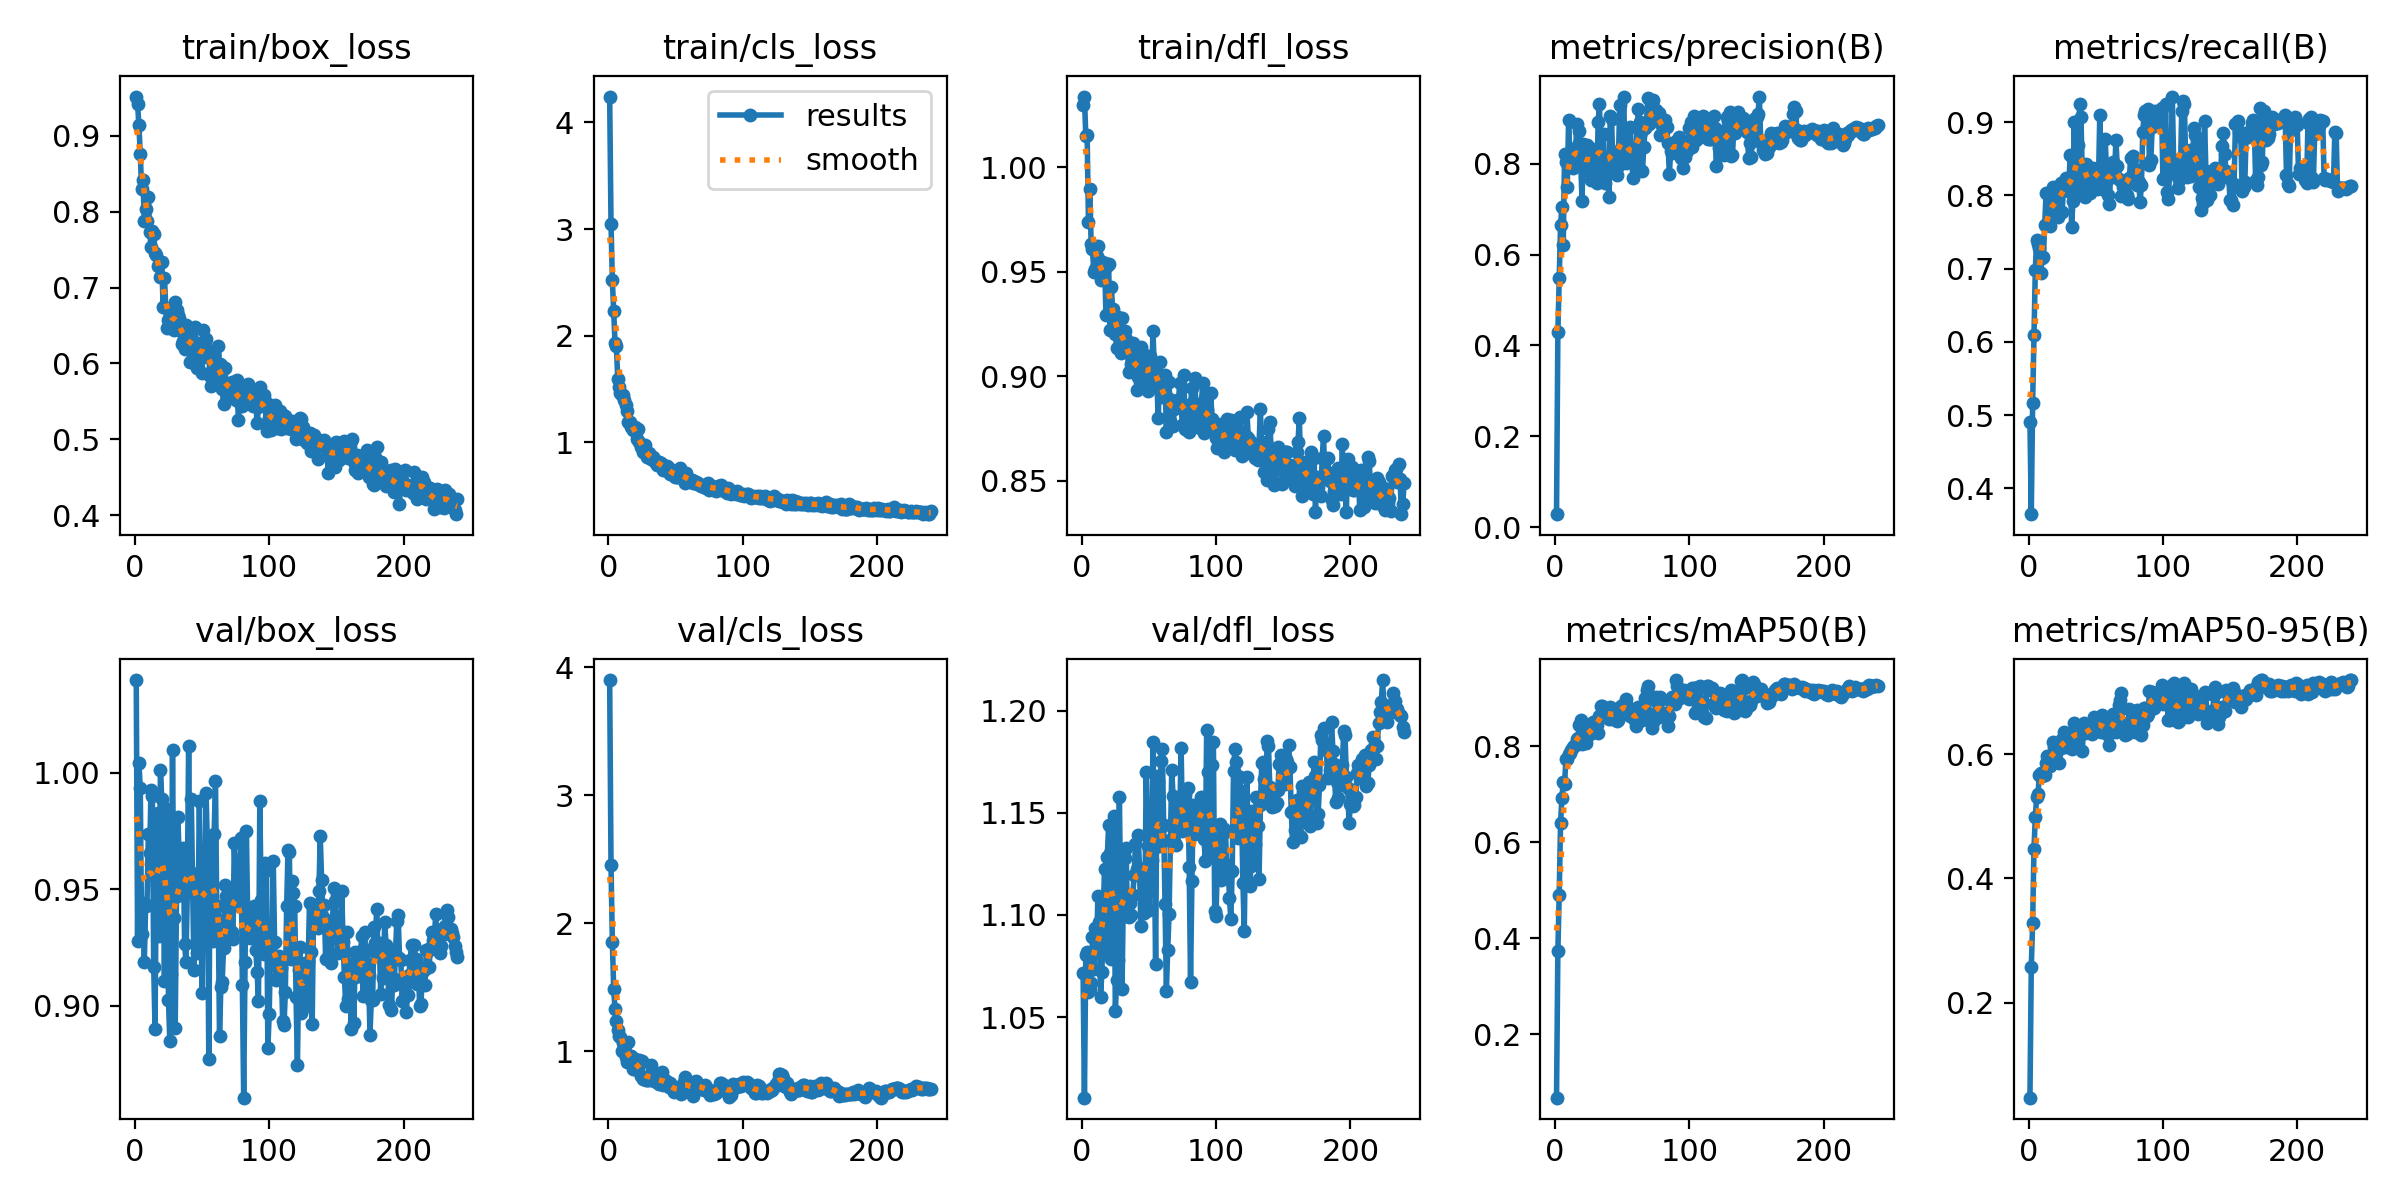 train/box_loss
train/cls_loss
train/dfl_loss
metrics/precision(B)
metrics/recall(B)
results
smooth
0.9
0.8
0.7
0.6
0.5
0.4
0 100 200
4
3
2
1
0 100 200
1.00
0.95
0.90
0.85
0 100 200
0.8
0.6
0.4
0.2
0.0
0 100 200
0.9
0.8
0.7
0.6
0.5
0.4
0 100 200
val/box_loss
val/cls_loss
val/dfl_loss
metrics/mAP50(B)
metrics/mAP50-95(B)
1.00
0.95
0.90
0 100 200
4
3
2
1
0 100 200
1.20
1.15
1.10
1.05
0 100 200
0.8
0.6
0.4
0.2
0 100 200
0.6
0.4
0.2
0 100 200